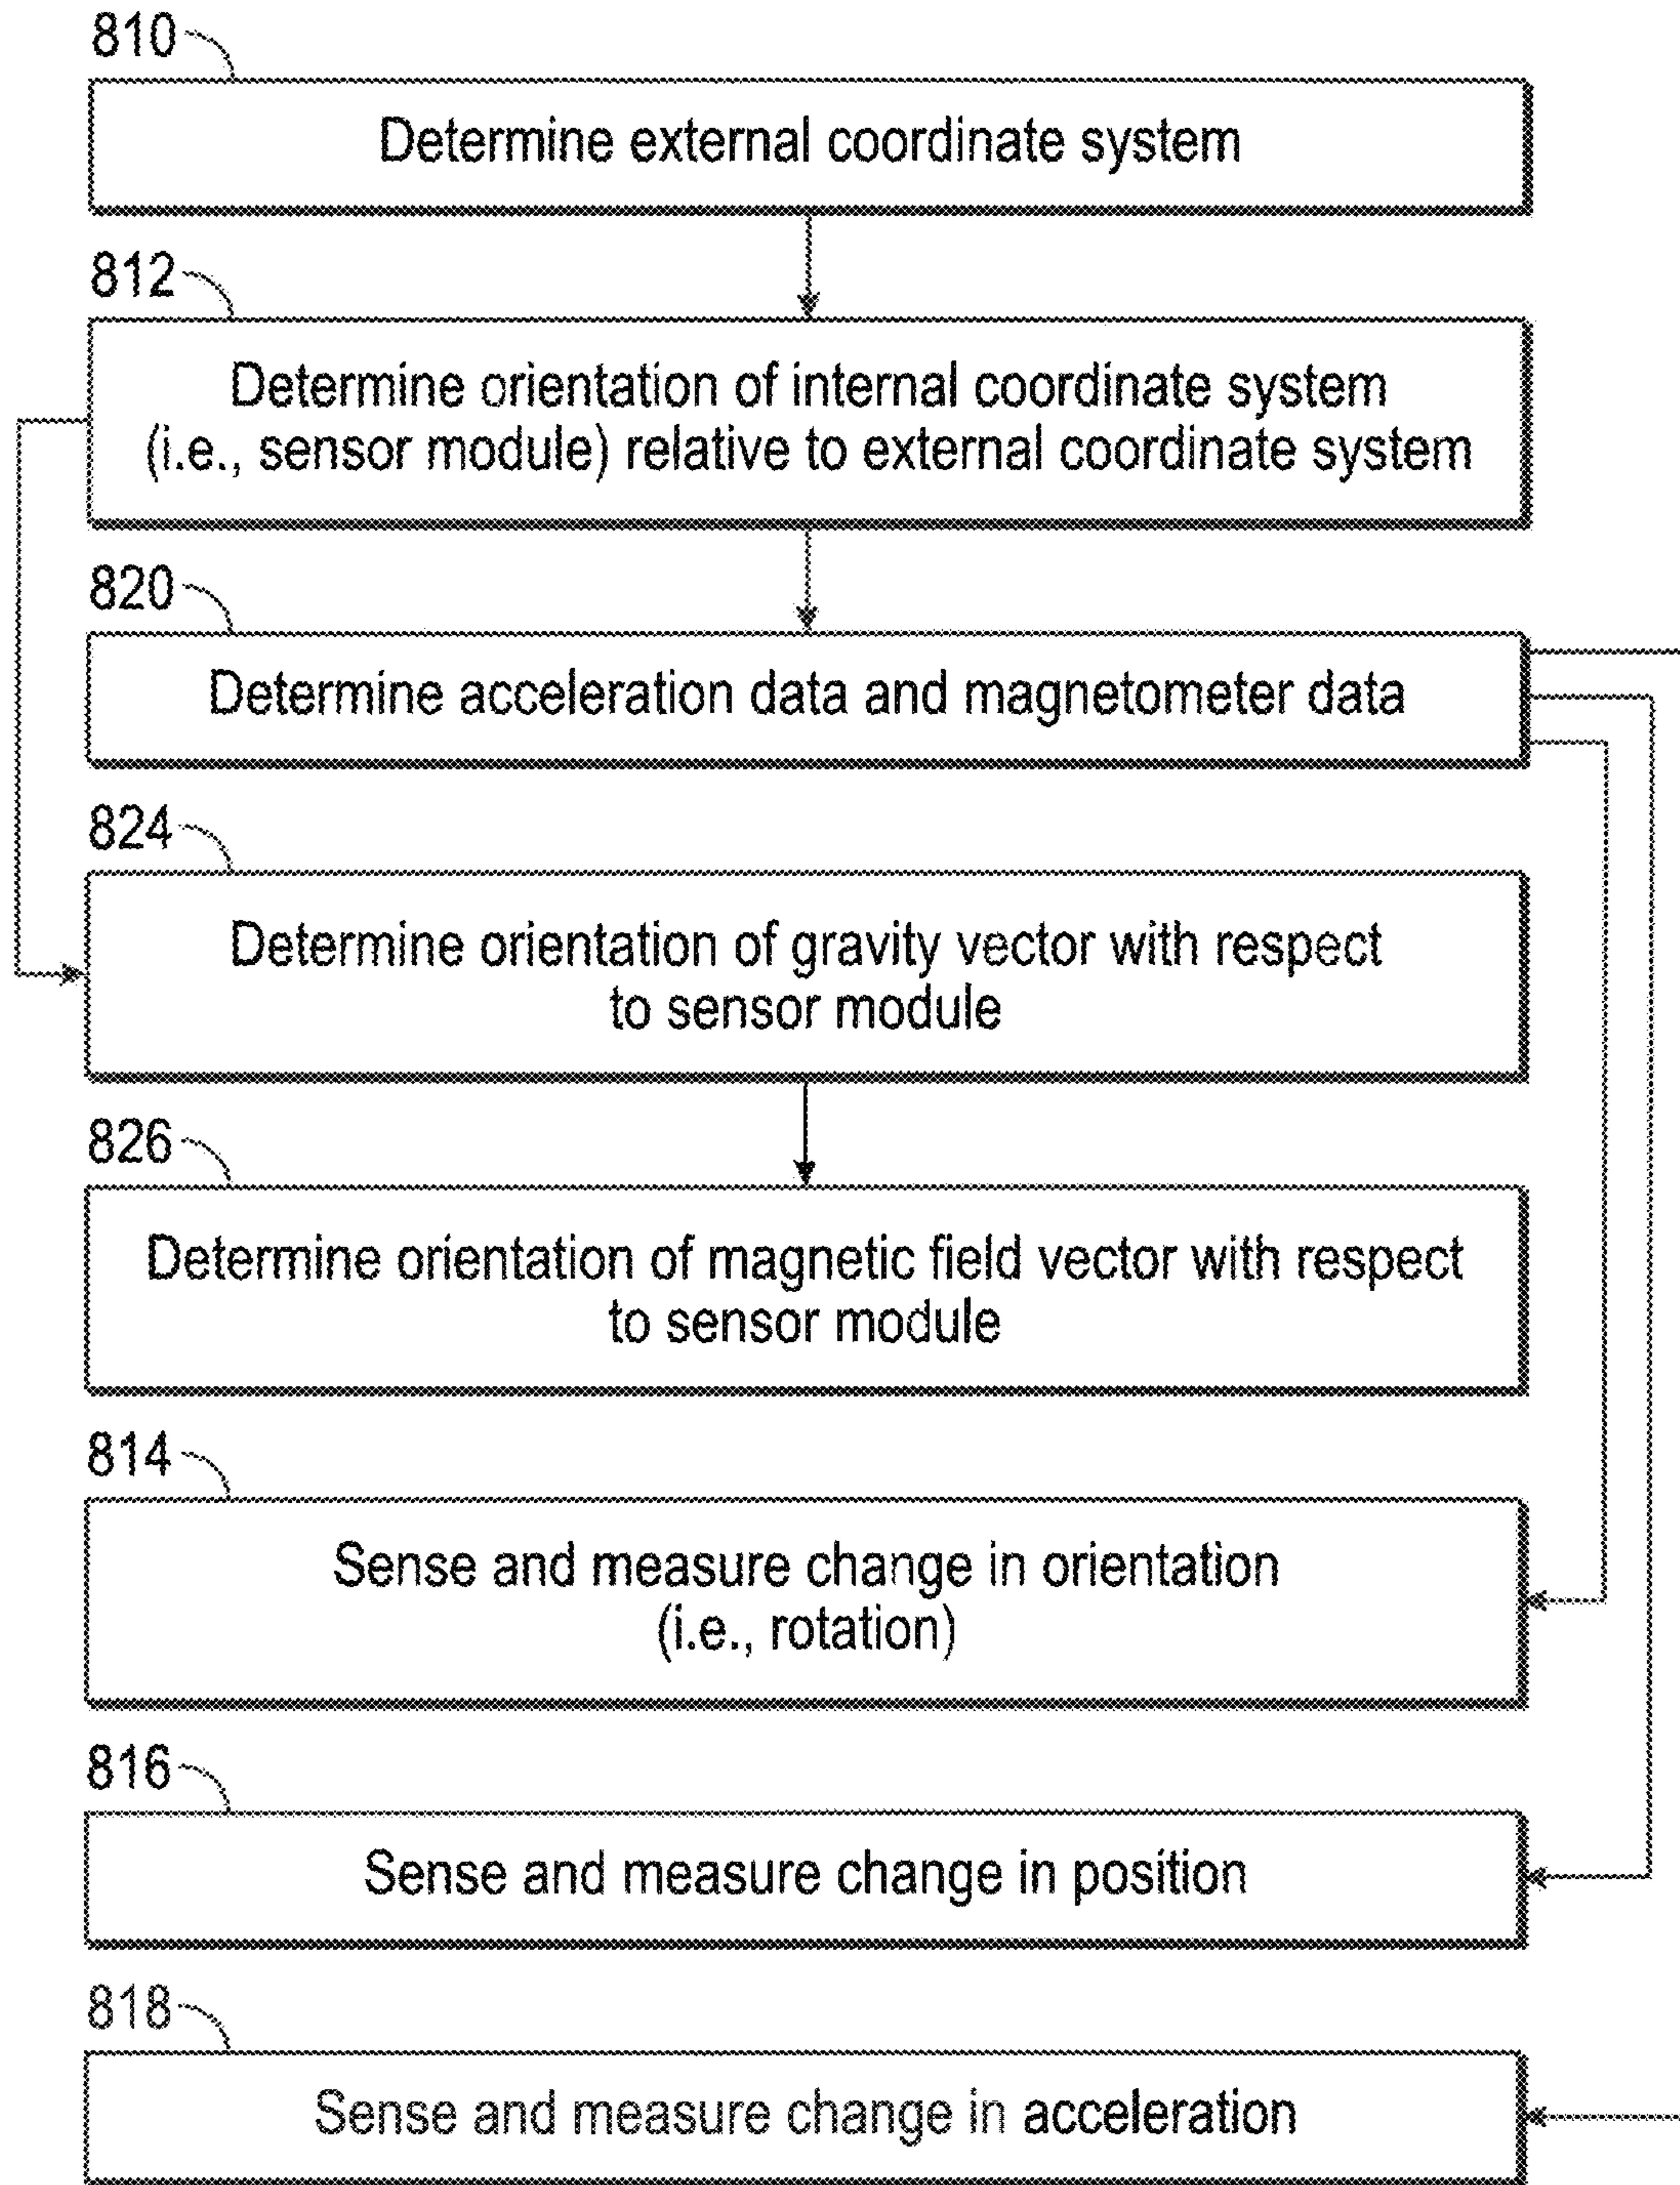 810
Determine external coordinate system
812
Determine orientation of internal coordinate system
(i.e., sensor module) relative to external coordinate system
820
Determine acceleration data and magnetometer data
824
Determine orientation of gravity vector with respect
to sensor module
826
Determine orientation of magnetic field vector with respect
to sensor module
814
Sense and measure change in orientation
(i.e., rotation)
816
Sense and measure change in position
818
Sense and measure change in acceleration